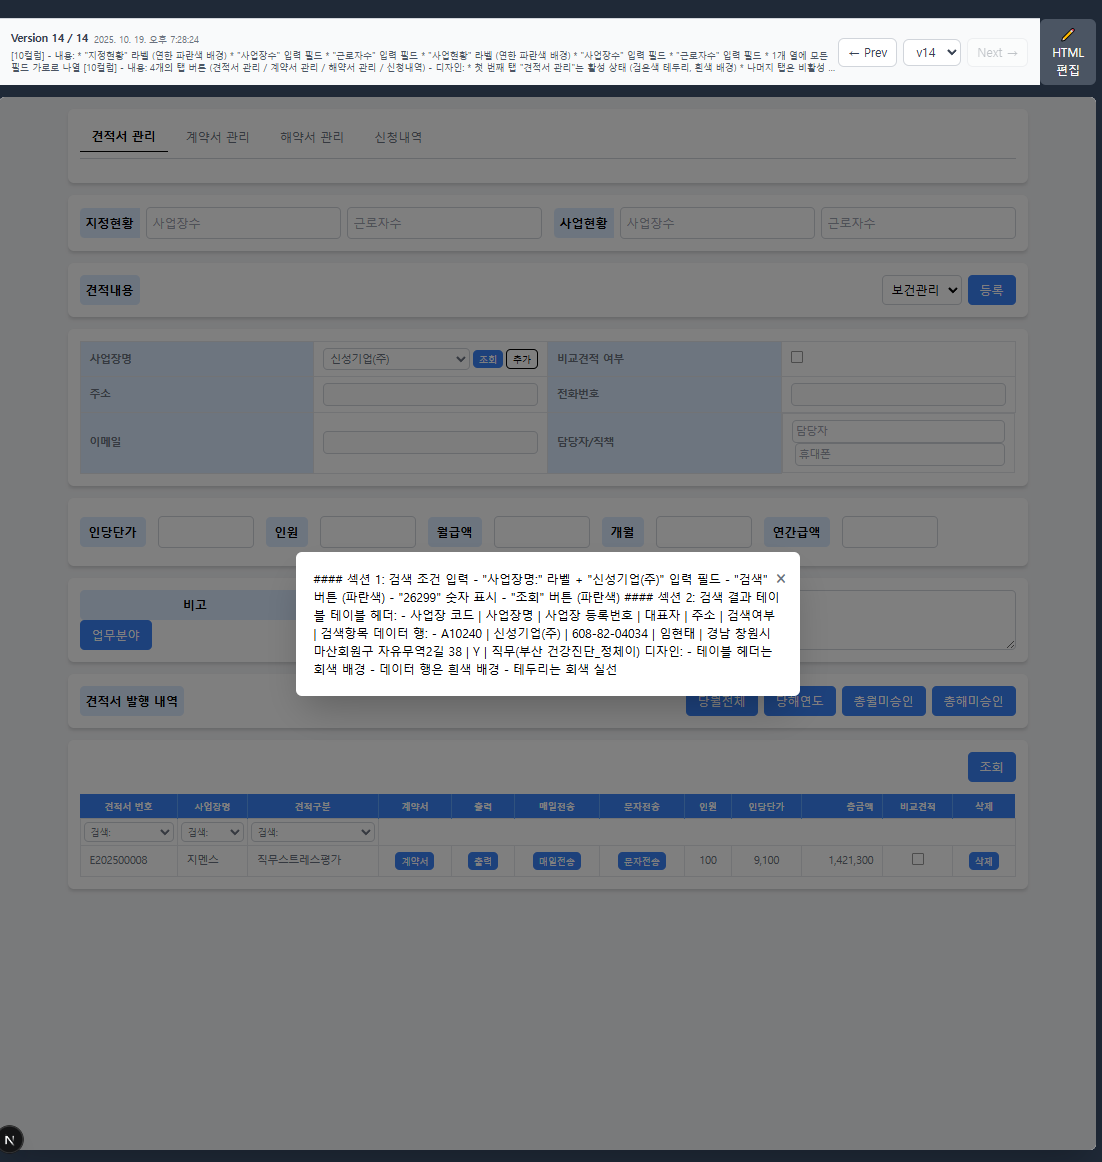 Version 14 / 14 2025. 10. 19. 오후 7:28:24
[10컬럼] - 내용: * "지정현황" 라벨 (연한 파란색 배경) * "사업장수" 입력 필드 * "근로자수" 입력 필드 * "사업현황" 라벨 (연한 파란색 배경) * "사업장수" 입력 필드 * "근로자수" 입력 필드 * 1개 열에 모든
필드 가로로 나열 [10컬럼] - 내용: 4개의 탭 버튼 (견적서 관리 / 계약서 관리 / 해약서 관리 / 신청내역) - 디자인: * 첫 번째 탭 "견적서 관리"는 활성 상태 (검은색 테두리, 흰색 배경) * 나머지 탭은 비활성 ...
← Prev v14 Next →
HTML
편집
견적서 관리 계약서 관리 해약서 관리 신청내역
지정현황 사업장수 근로자수 사업현황 사업장수 근로자수
견적내용 보건관리 등록
사업장명 신성기업(주) 조회 추가 비교견적 여부
주소 전화번호
이메일 담당자/직책 담당자
휴대폰
인당단가 인원 월급액 개월 연간급액
비고
업무분야
#### 섹션 1: 검색 조건 입력 - "사업장명:" 라벨 + "신성기업(주)" 입력 필드 - "검색" ×
버튼 (파란색) - "26299" 숫자 표시 - "조회" 버튼 (파란색) #### 섹션 2: 검색 결과 테이
블 테이블 헤더: - 사업장 코드 | 사업장명 | 사업장 등록번호 | 대표자 | 주소 | 검색여부
| 검색항목 데이터 행: - A10240 | 신성기업(주) | 608-82-04034 | 임현태 | 경남 창원시
마산회원구 자유무역2길 38 | Y | 직무(부산 건강진단_정체이) 디자인: - 테이블 헤더는
회색 배경 - 데이터 행은 흰색 배경 - 테두리는 회색 실선
견적서 발행 내역 당월전체 당해연도 총월미승인 총해미승인
조회
견적서 번호 사업장명 견적구분 계약서 출력 메일전송 문자전송 인원 인당단가 총금액 비교견적 삭제
검색: 검색: 검색:
E202500008 지멘스 직무스트레스평가 계약서 출력 메일전송 문자전송 100 9,100 1,421,300 삭제
N